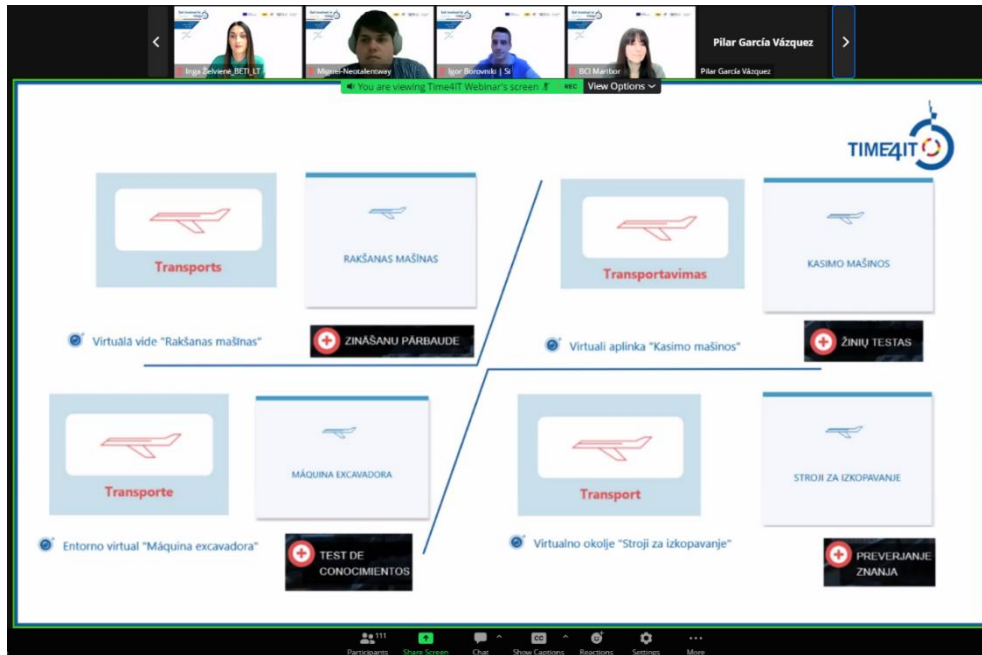 Inga Želvienė_BETI_LT
Miguel-Neotalentway
Igor Borovnik | Si
BCI Maribor
Pilar García Vázquez
Pilar García Vázquez
You are viewing Time4IT Webinar's screen
REC
View Options
TIME4IT
Transports
RAKŠANAS MAŠĪNAS
Virtuālā vide "Rakšanas mašīnas"
ZINĀŠANU PĀRBAUDE
Transportavimas
KASIMO MAŠINOS
Virtuali aplinka "Kasimo mašinos"
ŽINIŲ TESTAS
Transporte
MÁQUINA EXCAVADORA
Entorno virtual "Máquina excavadora"
TEST DE
CONOCIMIENTOS
Transport
STROJI ZA IZKOPAVANJE
Virtualno okolje "Stroji za izkopavanje"
PREVERJANJE
ZNANJA
111
Participants
Share Screen
Chat
CC
Show Captions
Reactions
Settings
More